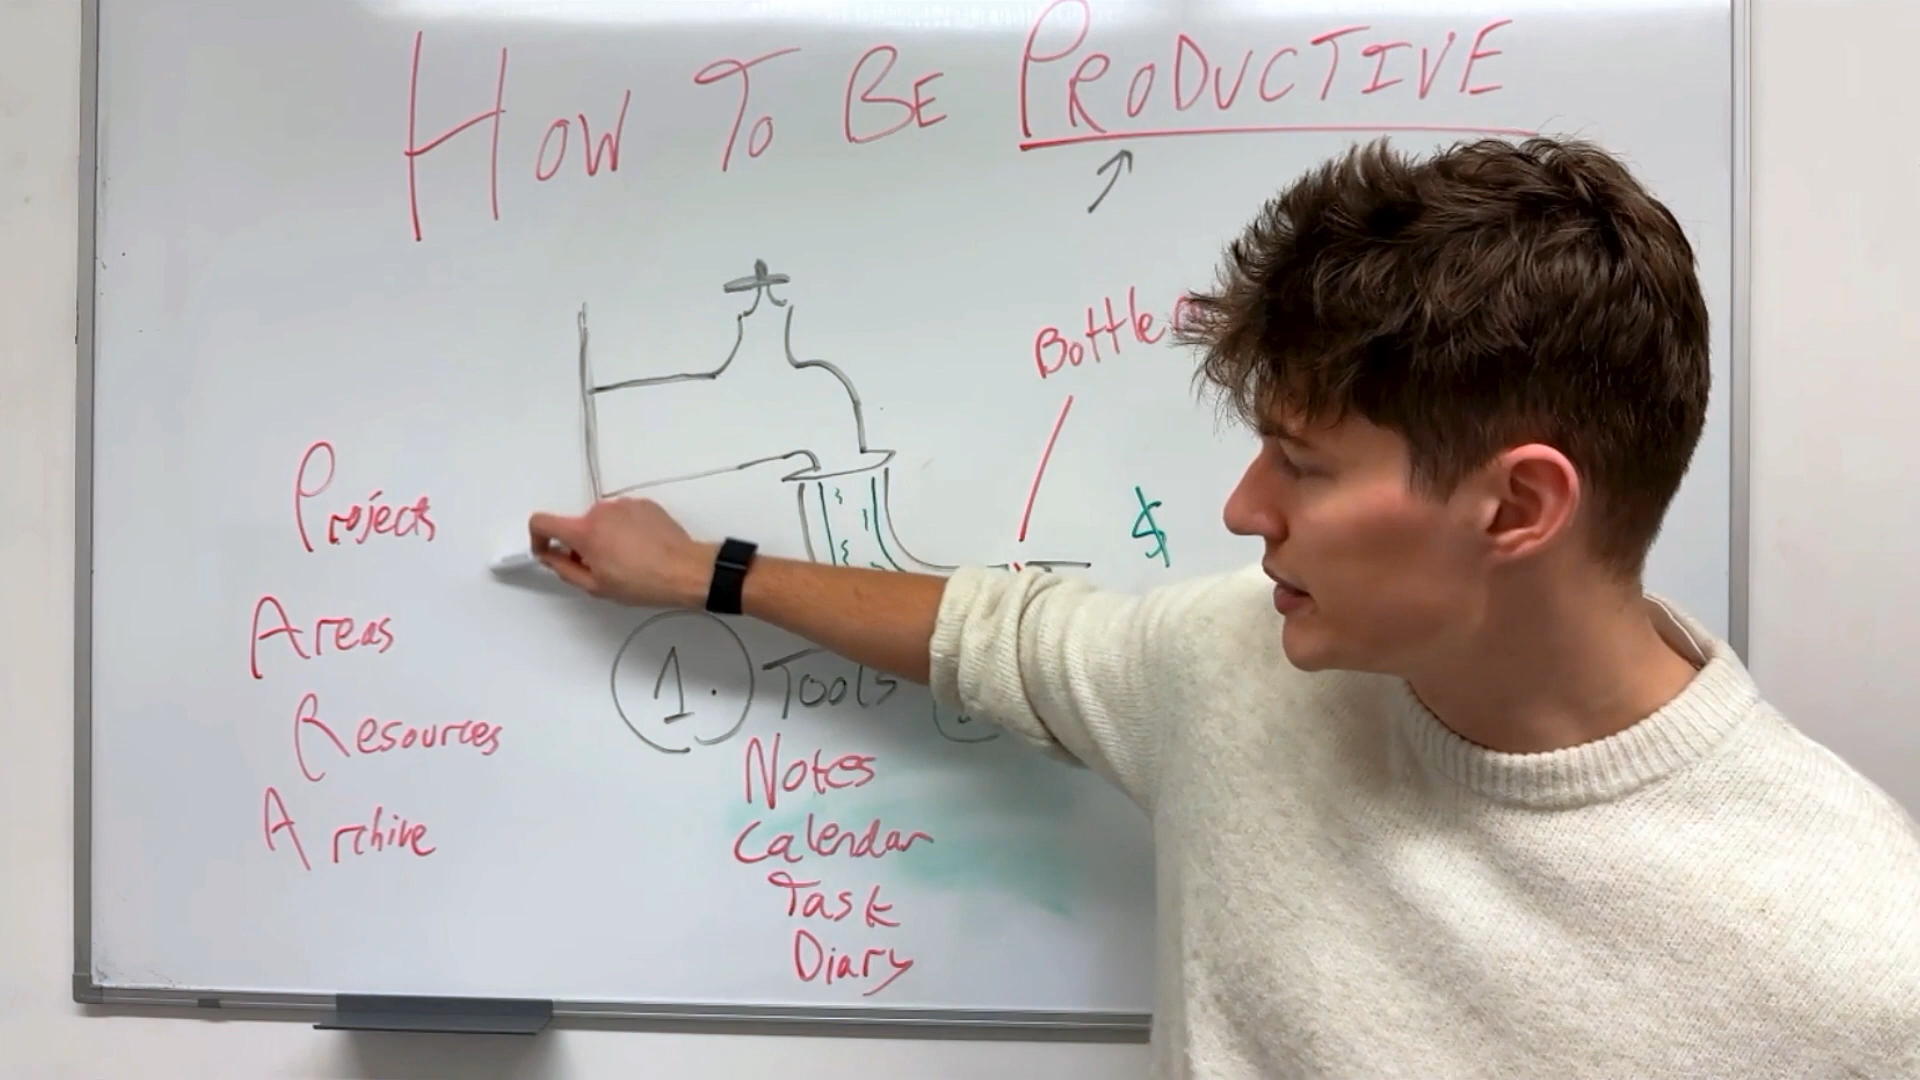 HOW TO BE PRODUCTIVE
Bottle
$
Projects
Areas
Resources
Archive
1. Tools
Notes
Calendar
Task
Diary